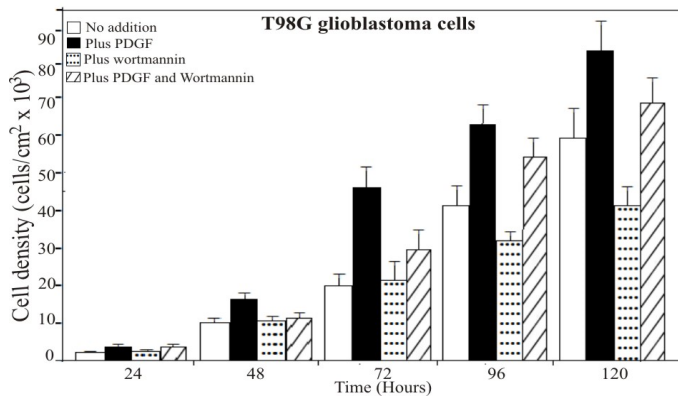 T98G glioblastoma cells
No addition
Plus PDGF
Plus wortmannin
Plus PDGF and Wortmannin
Cell density (cells/cm² x 10³)
90
80
70
60
50
40
30
20
10
0
24 48 72 96 120
Time (Hours)